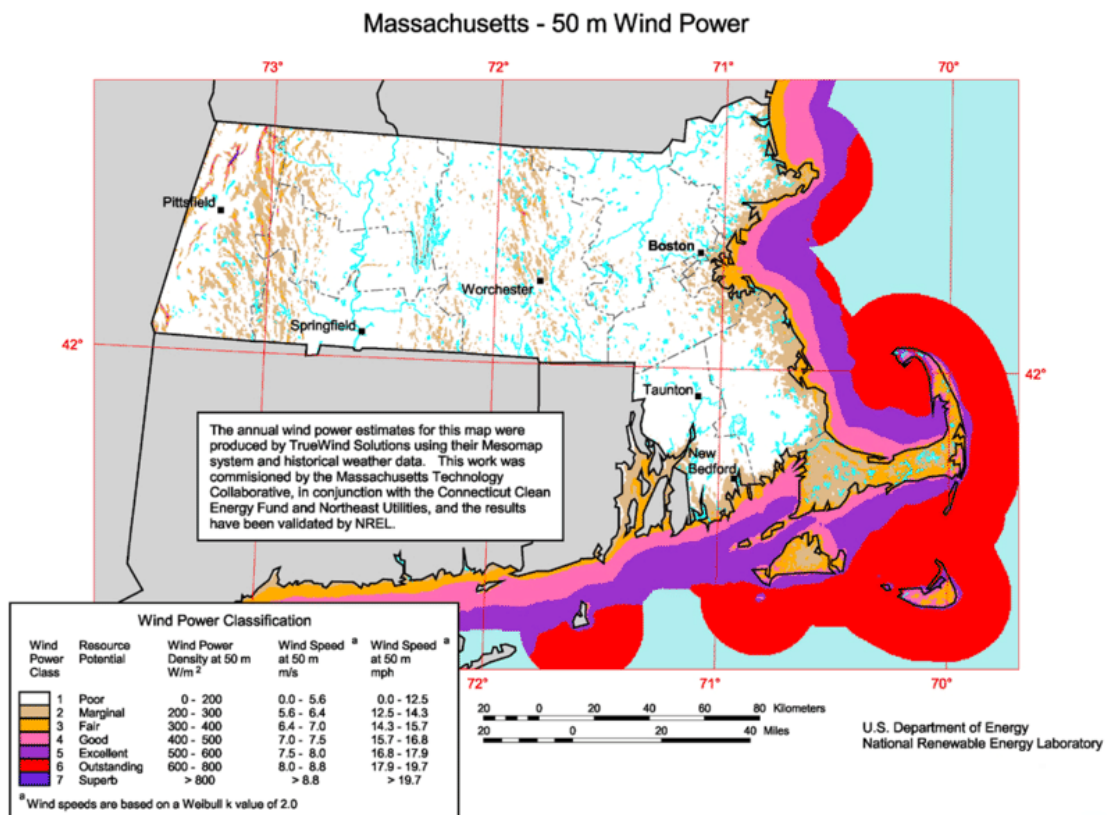 Massachusetts - 50 m Wind Power
73° 72° 71° 70°
Pittsfield
Boston
Worchester
Springfield
42° 42°
Taunton
New
Bedford
The annual wind power estimates for this map were
produced by TrueWind Solutions using their Mesomap
system and historical weather data. This work was
commisioned by the Massachusetts Technology
Collaborative, in conjunction with the Connecticut Clean
Energy Fund and Northeast Utilities, and the results
have been validated by NREL.
72° 71° 70°
Wind Power Classification
Wind Resource Wind Power Wind Speed a Wind Speed a
Power Potential Density at 50 m at 50 m at 50 m
Class W/m 2 m/s mph
1 Poor 0 - 200 0.0 - 5.6 0.0 - 12.5
2 Marginal 200 - 300 5.6 - 6.4 12.5 - 14.3
3 Fair 300 - 400 6.4 - 7.0 14.3 - 15.7
4 Good 400 - 500 7.0 - 7.5 15.7 - 16.8
5 Excellent 500 - 600 7.5 - 8.0 16.8 - 17.9
6 Outstanding 600 - 800 8.0 - 8.8 17.9 - 19.7
7 Superb > 800 > 8.8 > 19.7
a Wind speeds are based on a Weibull k value of 2.0
20 0 20 40 60 80 Kilometers
20 0 20 40 Miles
U.S. Department of Energy
National Renewable Energy Laboratory